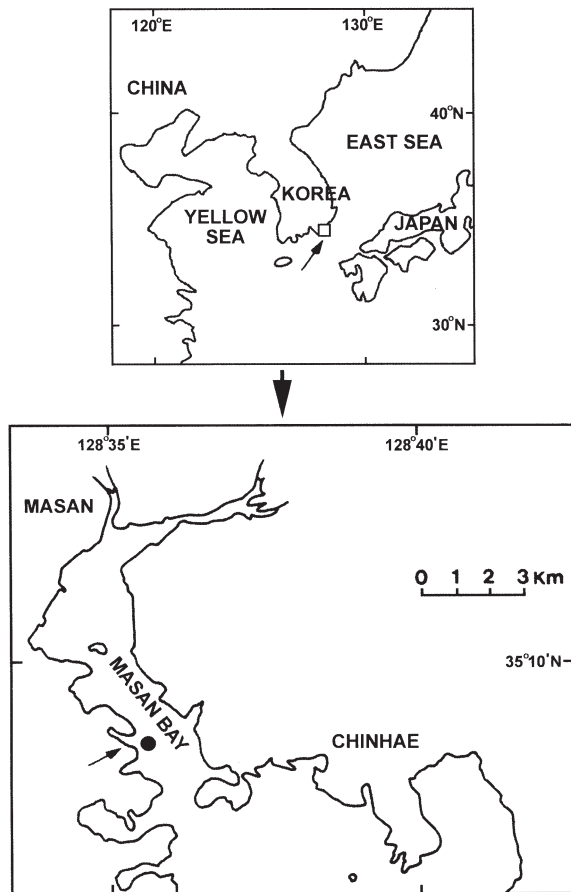 120°E 130°E
CHINA
40°N
EAST SEA
KOREA
YELLOW
SEA
JAPAN
30°N
128°35'E 128°40'E
MASAN
0 1 2 3 Km
35°10'N
MASAN BAY
CHINHAE